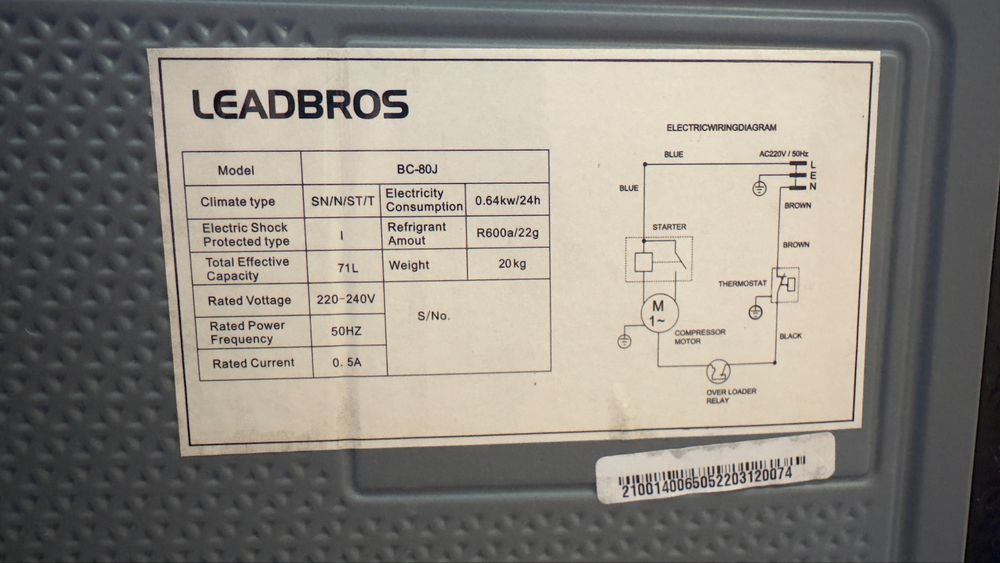 LEADBROS
Model BC-80J
Climate type SN/N/ST/T Electricity Consumption 0.64kw/24h
Electric Shock Protected type I Refrigrant Amout R600a/22g
Total Effective Capacity 71L Weight 20kg
Rated Vottage 220-240V S/No.
Rated Power Frequency 50HZ
Rated Current 0.5A
ELECTRICWIRINGDIAGRAM
BLUE AC220V/50Hz
L
E
N
BLUE
BROWN
STARTER
BROWN
THERMOSTAT
M
1~
COMPRESSOR
MOTOR
BLACK
OVER LOADER
RELAY
2100140065052203120074